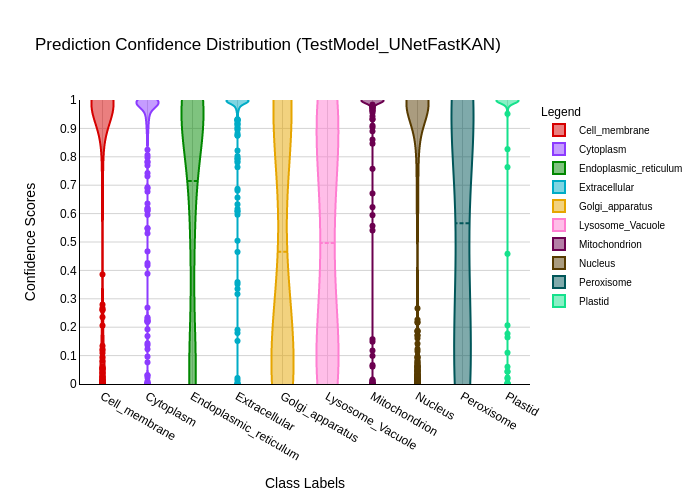 Prediction Confidence Distribution (TestModel_UNetFastKAN)
Legend
Cell_membrane
Cytoplasm
Endoplasmic_reticulum
Extracellular
Golgi_apparatus
Lysosome_Vacuole
Mitochondrion
Nucleus
Peroxisome
Plastid
Confidence Scores
1
0.9
0.8
0.7
0.6
0.5
0.4
0.3
0.2
0.1
0
Cell_membrane
Cytoplasm
Endoplasmic_reticulum
Extracellular
Golgi_apparatus
Lysosome_Vacuole
Mitochondrion
Nucleus
Peroxisome
Plastid
Class Labels